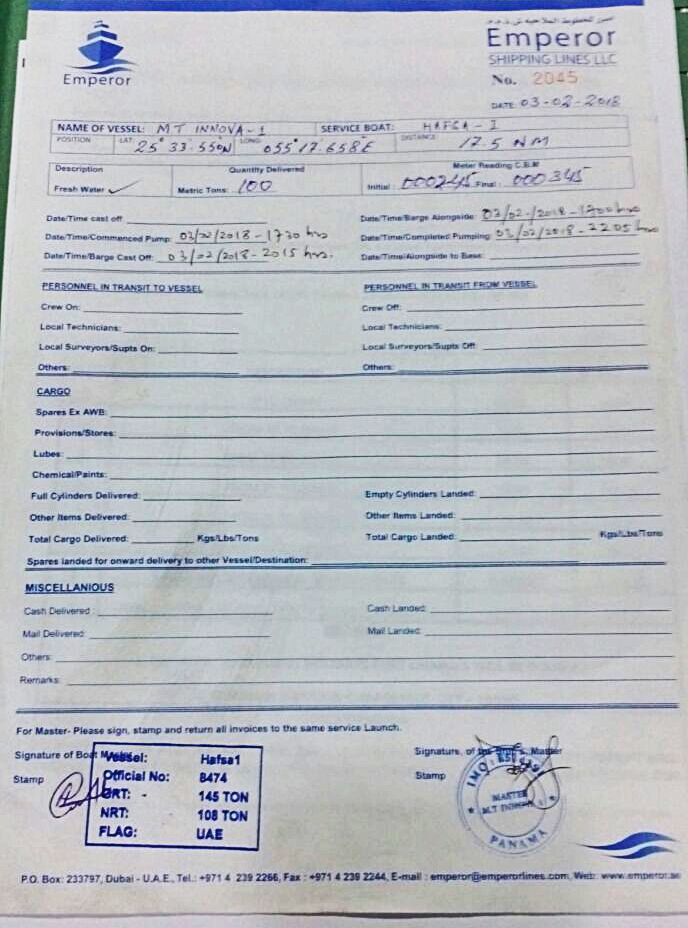 Emperor
Emperor
SHIPPING LINES LLC
No. 2045
DATE: 03-02-2018
NAME OF VESSEL: MT INNOVA-1 SERVICE BOAT: HAFSA-I
POSITION LAT: 25° 33.550N LONG: 055° 17.658E DISTANCE: 17.5 NM
Description Quantity Delivered Meter Reading C.B.M
Fresh Water ✓ Metric Tons: 100 Initial : 000245 Final : 000345
Date/Time cast off: Date/Time/Barge Alongside: 03/02/2018-1700 hrs
Date/Time/Commenced Pump: 03/02/2018-1730 hrs Date/Time/Completed Pumping: 03/02/2018-2205 hrs
Date/Time/Barge Cast Off: 03/02/2018-2015 hrs. Date/Time/Alongside to Base:
PERSONNEL IN TRANSIT TO VESSEL PERSONNEL IN TRANSIT FROM VESSEL
Crew On: Crew Off:
Local Technicians: Local Technicians:
Local Surveyors/Supts On: Local Surveyors/Supts Off:
Others: Others:
CARGO
Spares Ex AWB:
Provisions/Stores:
Lubes:
Chemical/Paints:
Full Cylinders Delivered: Empty Cylinders Landed:
Other Items Delivered: Other Items Landed:
Total Cargo Delivered: Kgs/Lbs/Tons Total Cargo Landed: Kgs/Lbs/Tons
Spares landed for onward delivery to other Vessel/Destination:
MISCELLANIOUS
Cash Delivered : Cash Landed:
Mail Delivered: Mail Landed:
Others:
Remarks:
For Master- Please sign, stamp and return all invoices to the same service Launch.
Signature of Boat Master Signature, of the Master
Stamp Stamp
Vessel: Hafsa1
Official No: 8474
GRT: - 145 TON
NRT: 108 TON
FLAG: UAE
IMO:
MASTER
M.T INNOVA 1
PANAMA
P.O. Box: 233797, Dubai - U.A.E., Tel.: +971 4 239 2266, Fax : +971 4 239 2244, E-mail : emperor@emperorlines.com, Web: www.emperor.ae